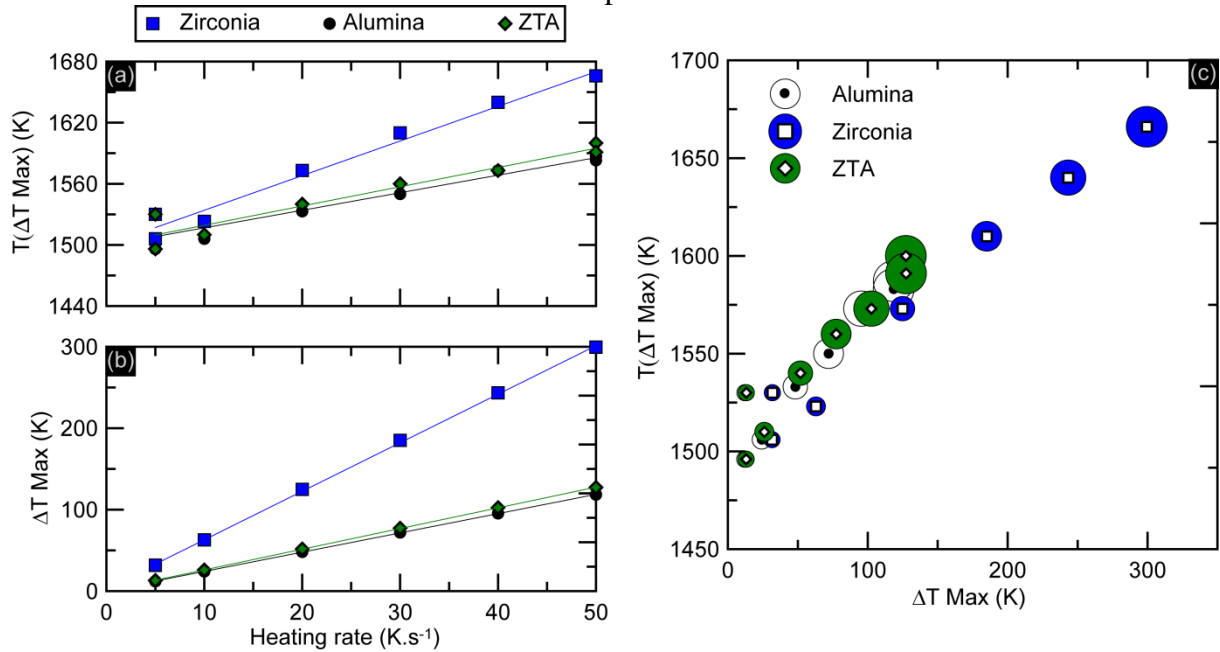 Zirconia Alumina ZTA
(a)
T(ΔT Max) (K)
1680
1620
1560
1500
1440
(b)
ΔT Max (K)
300
200
100
0
0 10 20 30 40 50
Heating rate (K.s-1)
(c)
Alumina
Zirconia
ZTA
T(ΔT Max) (K)
1700
1650
1600
1550
1500
1450
0 100 200 300
ΔT Max (K)